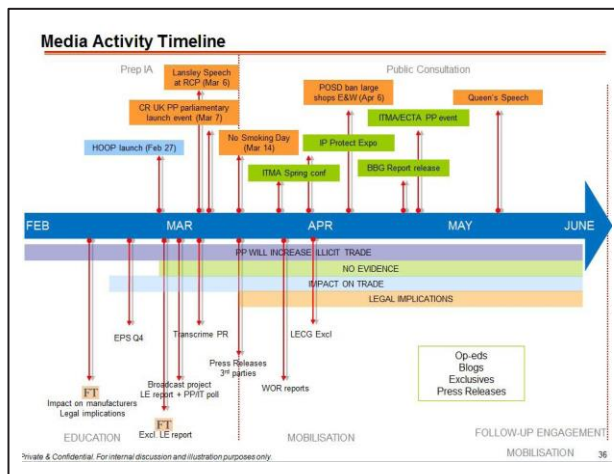 Media Activity Timeline
Prep IA
Public Consultation
Lansley Speech
at RCP (Mar 6)
POSD ban large
shops E&W (Apr 6)
Queen's Speech
CR UK PP parliamentary
launch event (Mar 7)
ITMA/ECTA PP event
No Smoking Day
(Mar 14)
IP Protect Expo
HOOP launch (Feb 27)
ITMA Spring conf
BBG Report release
FEB
MAR
APR
MAY
JUNE
PP WILL INCREASE ILLICIT TRADE
NO EVIDENCE
IMPACT ON TRADE
LEGAL IMPLICATIONS
EPS Q4
Transcrime PR
LECG Excl
Press Releases
3rd parties
Op-eds
Blogs
Exclusives
Press Releases
FT
Impact on manufacturers
Legal implications
Broadcast project
LE report + PP/IT poll
WOR reports
FT
Excl. LE report
EDUCATION
MOBILISATION
FOLLOW-UP ENGAGEMENT
MOBILISATION
Private & Confidential. For internal discussion and illustration purposes only.
36